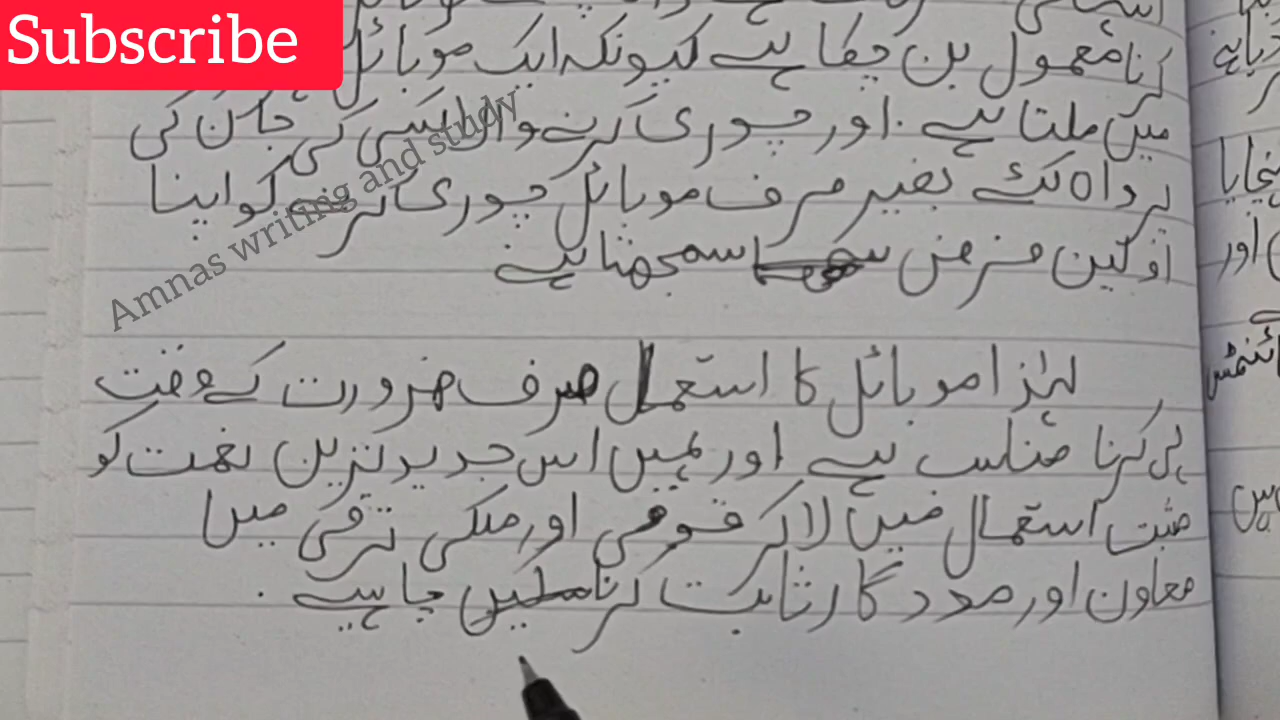 Subscribe
کرنا معمول بن چکا ہے کیونکہ ایک موبائل
میں ملتا ہے. اور چوری کرنے والا کسی کی جان کی
پرواہ کئے بغیر صرف موبائل چوری کرنے کو اپنا
اولین فرض سمجھتا ہے
لہٰذا موبائل کا استعمال صرف ضرورت کے وقت
ہی کرنا مناسب ہے اور ہمیں اس جدید ترین نعمت کو
مثبت استعمال میں لا کر قومی اور ملکی ترقی میں
معاون اور مددگار ثابت کرنا چاہیے.
Amnas writing and study
اور